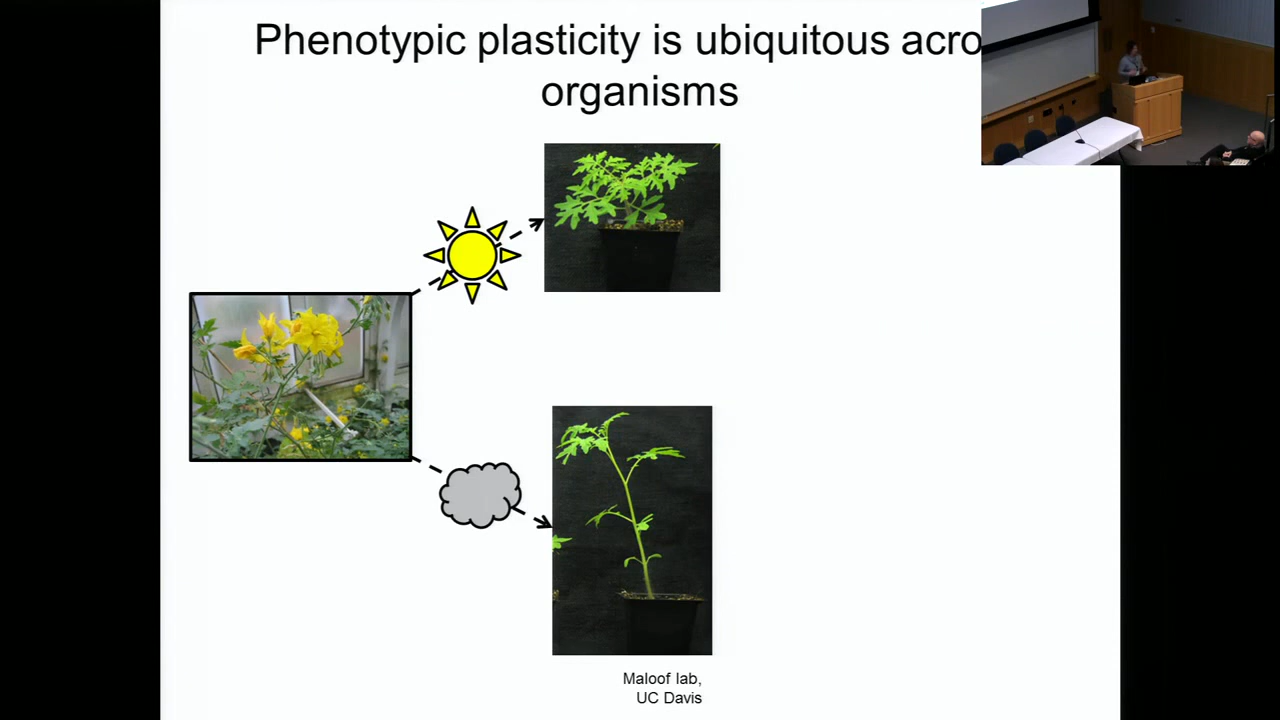 Phenotypic plasticity is ubiquitous acro
organisms
Maloof lab,
UC Davis